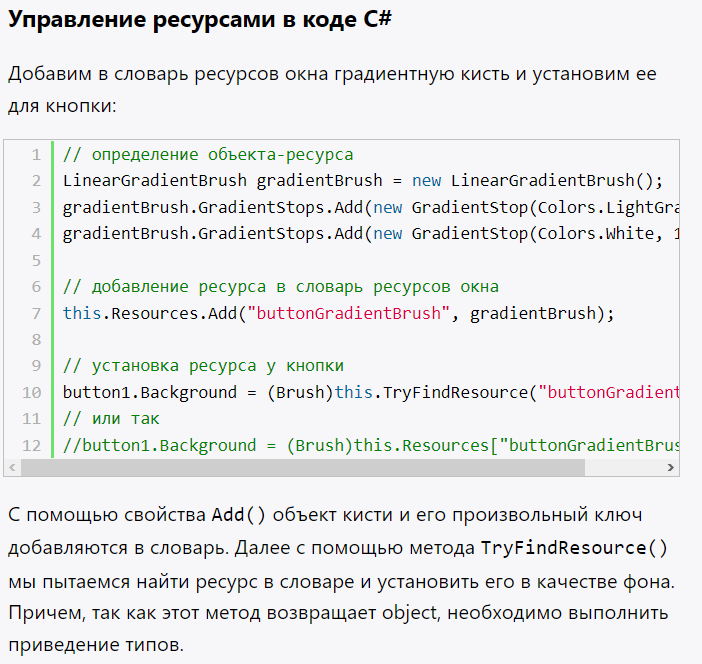 Управление ресурсами в коде C#
Добавим в словарь ресурсов окна градиентную кисть и установим ее
для кнопки:
1 // определение объекта-ресурса
2 LinearGradientBrush gradientBrush = new LinearGradientBrush();
3 gradientBrush.GradientStops.Add(new GradientStop(Colors.LightGra
4 gradientBrush.GradientStops.Add(new GradientStop(Colors.White, 1
5
6 // добавление ресурса в словарь ресурсов окна
7 this.Resources.Add("buttonGradientBrush", gradientBrush);
8
9 // установка ресурса у кнопки
10 button1.Background = (Brush)this.TryFindResource("buttonGradient
11 // или так
12 //button1.Background = (Brush)this.Resources["buttonGradientBrus
С помощью свойства Add() объект кисти и его произвольный ключ
добавляются в словарь. Далее с помощью метода TryFindResource()
мы пытаемся найти ресурс в словаре и установить его в качестве фона.
Причем, так как этот метод возвращает object, необходимо выполнить
приведение типов.